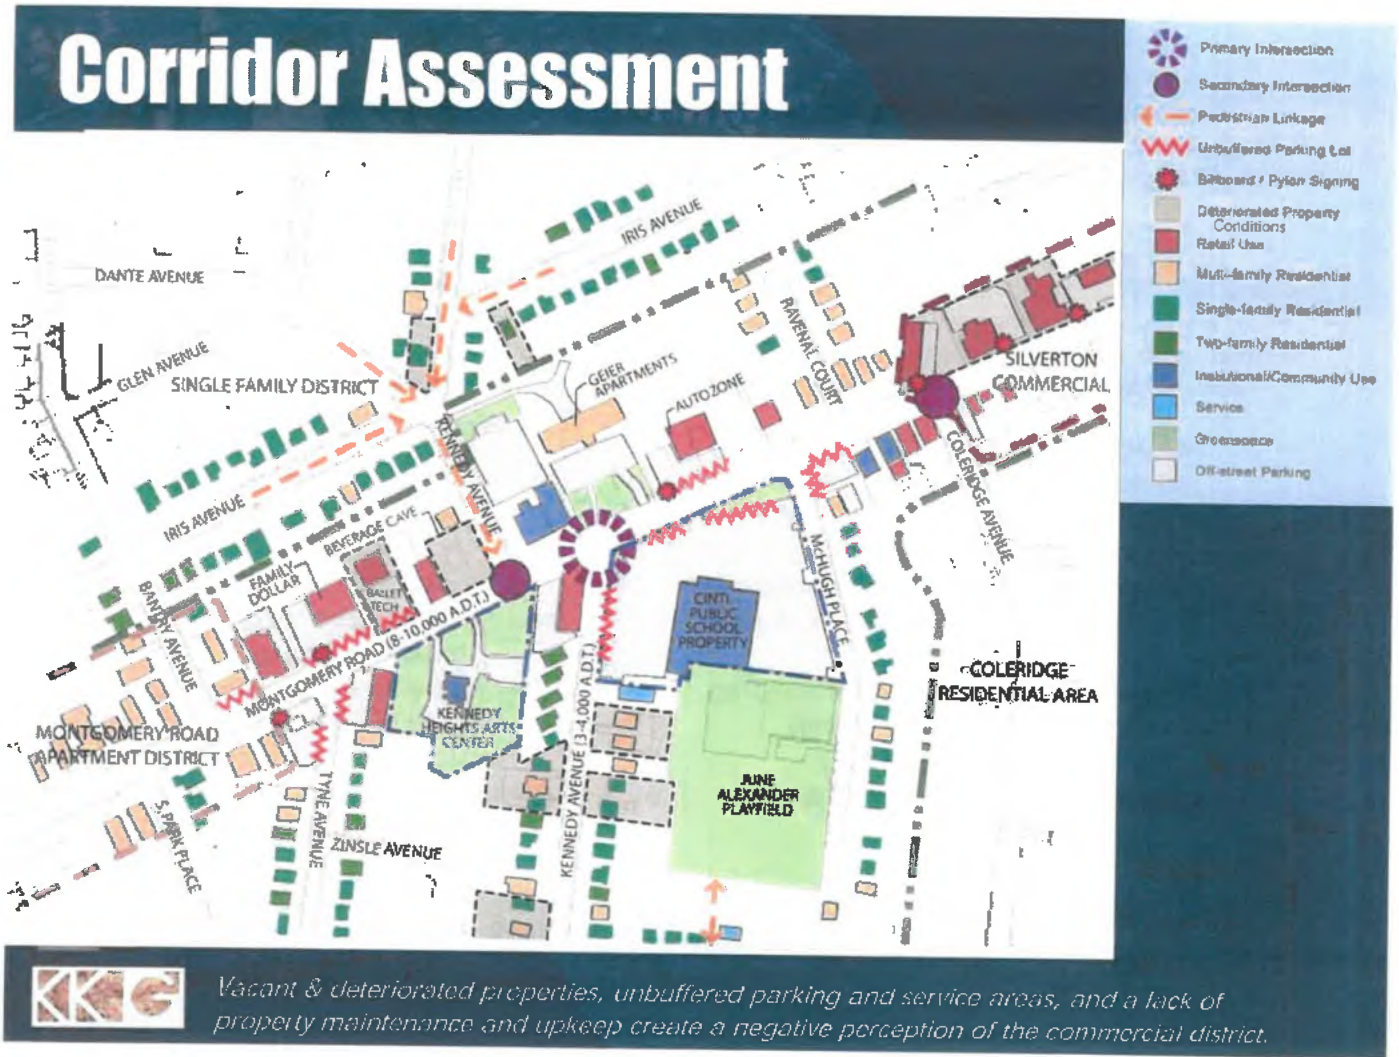 Corridor Assessment
Primary Intersection
Secondary Intersection
Pedestrian Linkage
Unbuffered Parking Lot
Billboard / Pylon Signing
Deteriorated Property
Conditions
Retail Use
Multi-family Residential
Single-family Residential
Two-family Residential
Institutional/Community Use
Service
Greenspace
Off-street Parking
IRIS AVENUE
DANTE AVENUE
GLEN AVENUE
SINGLE FAMILY DISTRICT
GEIER
APARTMENTS
AUTOZONE
RAVENAL COURT
SILVERTON
COMMERCIAL
KENNEDY AVENUE
COLERIDGE AVENUE
IRIS AVENUE
BEVERAGE CAVE
FAMILY
DOLLAR
BALLET
TECH
BANTRY AVENUE
MONTGOMERY ROAD (8-10,000 A.D.T.)
McHUGH PLACE
CINTI
PUBLIC
SCHOOL
PROPERTY
COLERIDGE
RESIDENTIAL AREA
KENNEDY
HEIGHTS ARTS
CENTER
MONTGOMERY ROAD
APARTMENT DISTRICT
KENNEDY AVENUE (3-4,000 A.D.T.)
JUNE
ALEXANDER
PLAYFIELD
S. PARK PLACE
TYNE AVENUE
ZINSLE AVENUE
KKG
Vacant & deteriorated properties, unbuffered parking and service areas, and a lack of
property maintenance and upkeep create a negative perception of the commercial district.